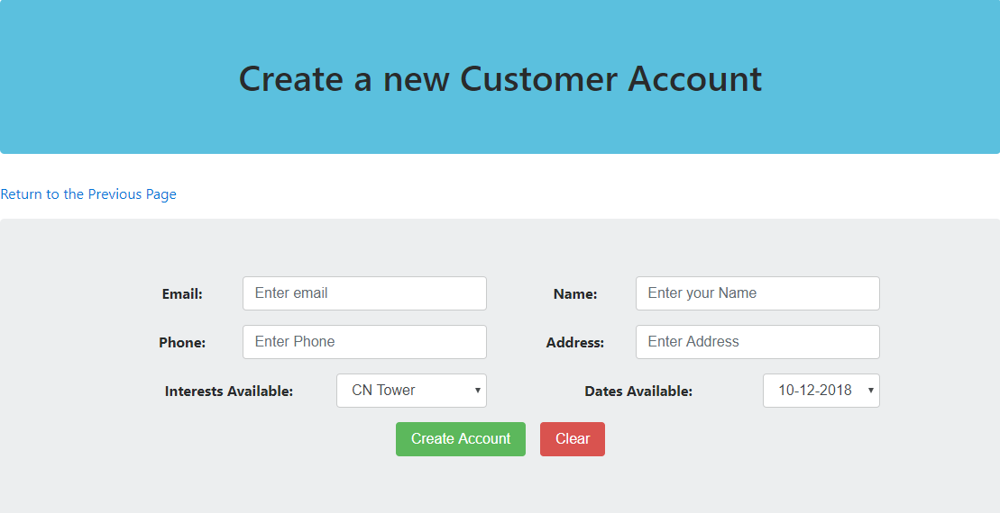 Create a new Customer Account
Return to the Previous Page
Email: Enter email Name: Enter your Name
Phone: Enter Phone Address: Enter Address
Interests Available: CN Tower Dates Available: 10-12-2018
Create Account Clear